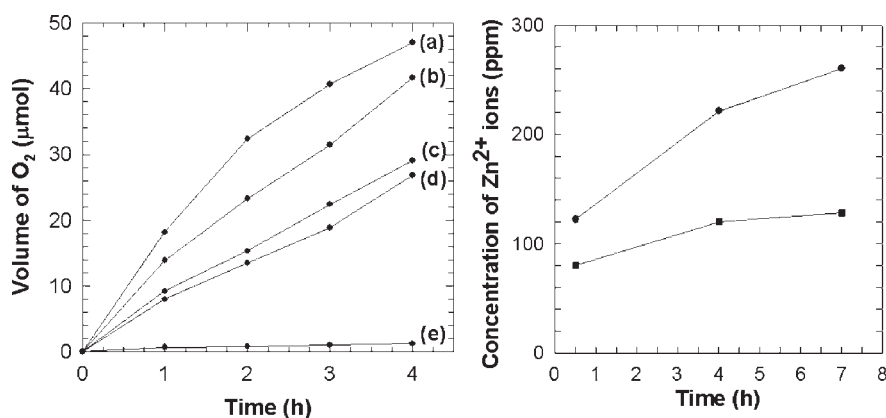 Volume of O₂ (μmol)
50
40
30
20
10
0
(a)
(b)
(c)
(d)
(e)
0 1 2 3 4
Time (h)
Concentration of Zn²⁺ ions (ppm)
300
200
100
0
0 1 2 3 4 5 6 7 8
Time (h)